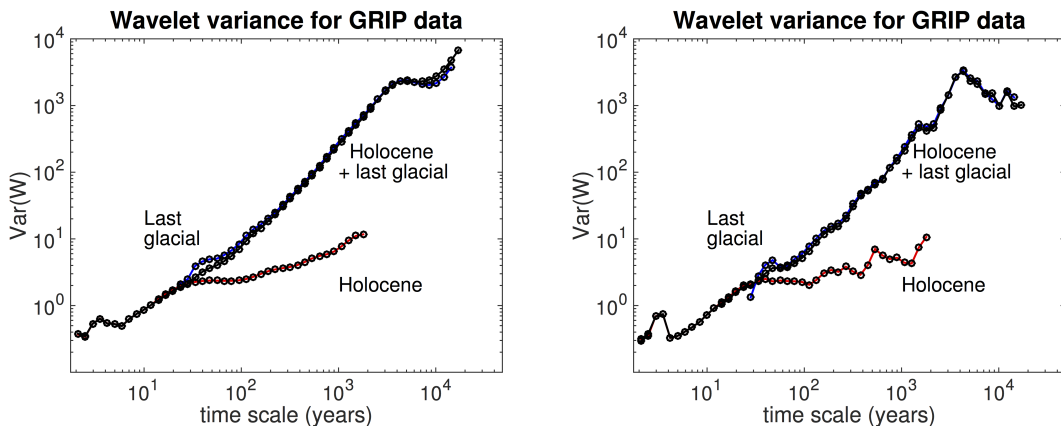 Wavelet variance for GRIP data
10^4
10^3
10^2
10^1
10^0
Var(W)
Holocene
+ last glacial
Last
glacial
Holocene
10^1
10^2
10^3
10^4
time scale (years)
Wavelet variance for GRIP data
10^4
10^3
10^2
10^1
10^0
Var(W)
Holocene
+ last glacial
Last
glacial
Holocene
10^1
10^2
10^3
10^4
time scale (years)